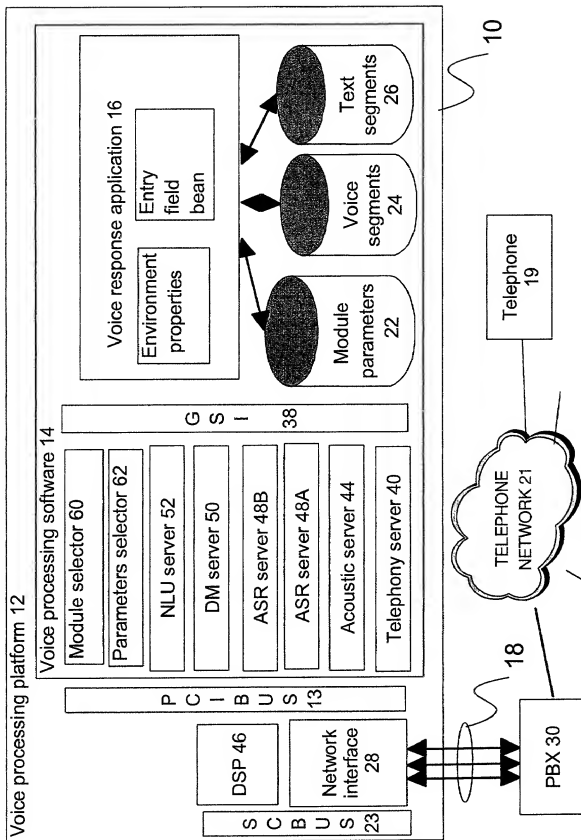 Voice processing platform 12
Voice processing software 14
Module selector 60
Parameters selector 62
NLU server 52
DM server 50
ASR server 48B
ASR server 48A
Acoustic server 44
Telephony server 40
G S I 38
Voice response application 16
Environment
properties
Entry
field
bean
Module
parameters
22
Voice
segments
24
Text
segments
26
P C I B U S 13
DSP 46
Network
interface
28
S C B U S 23
10
18
PBX 30
TELEPHONE
NETWORK 21
Telephone
19